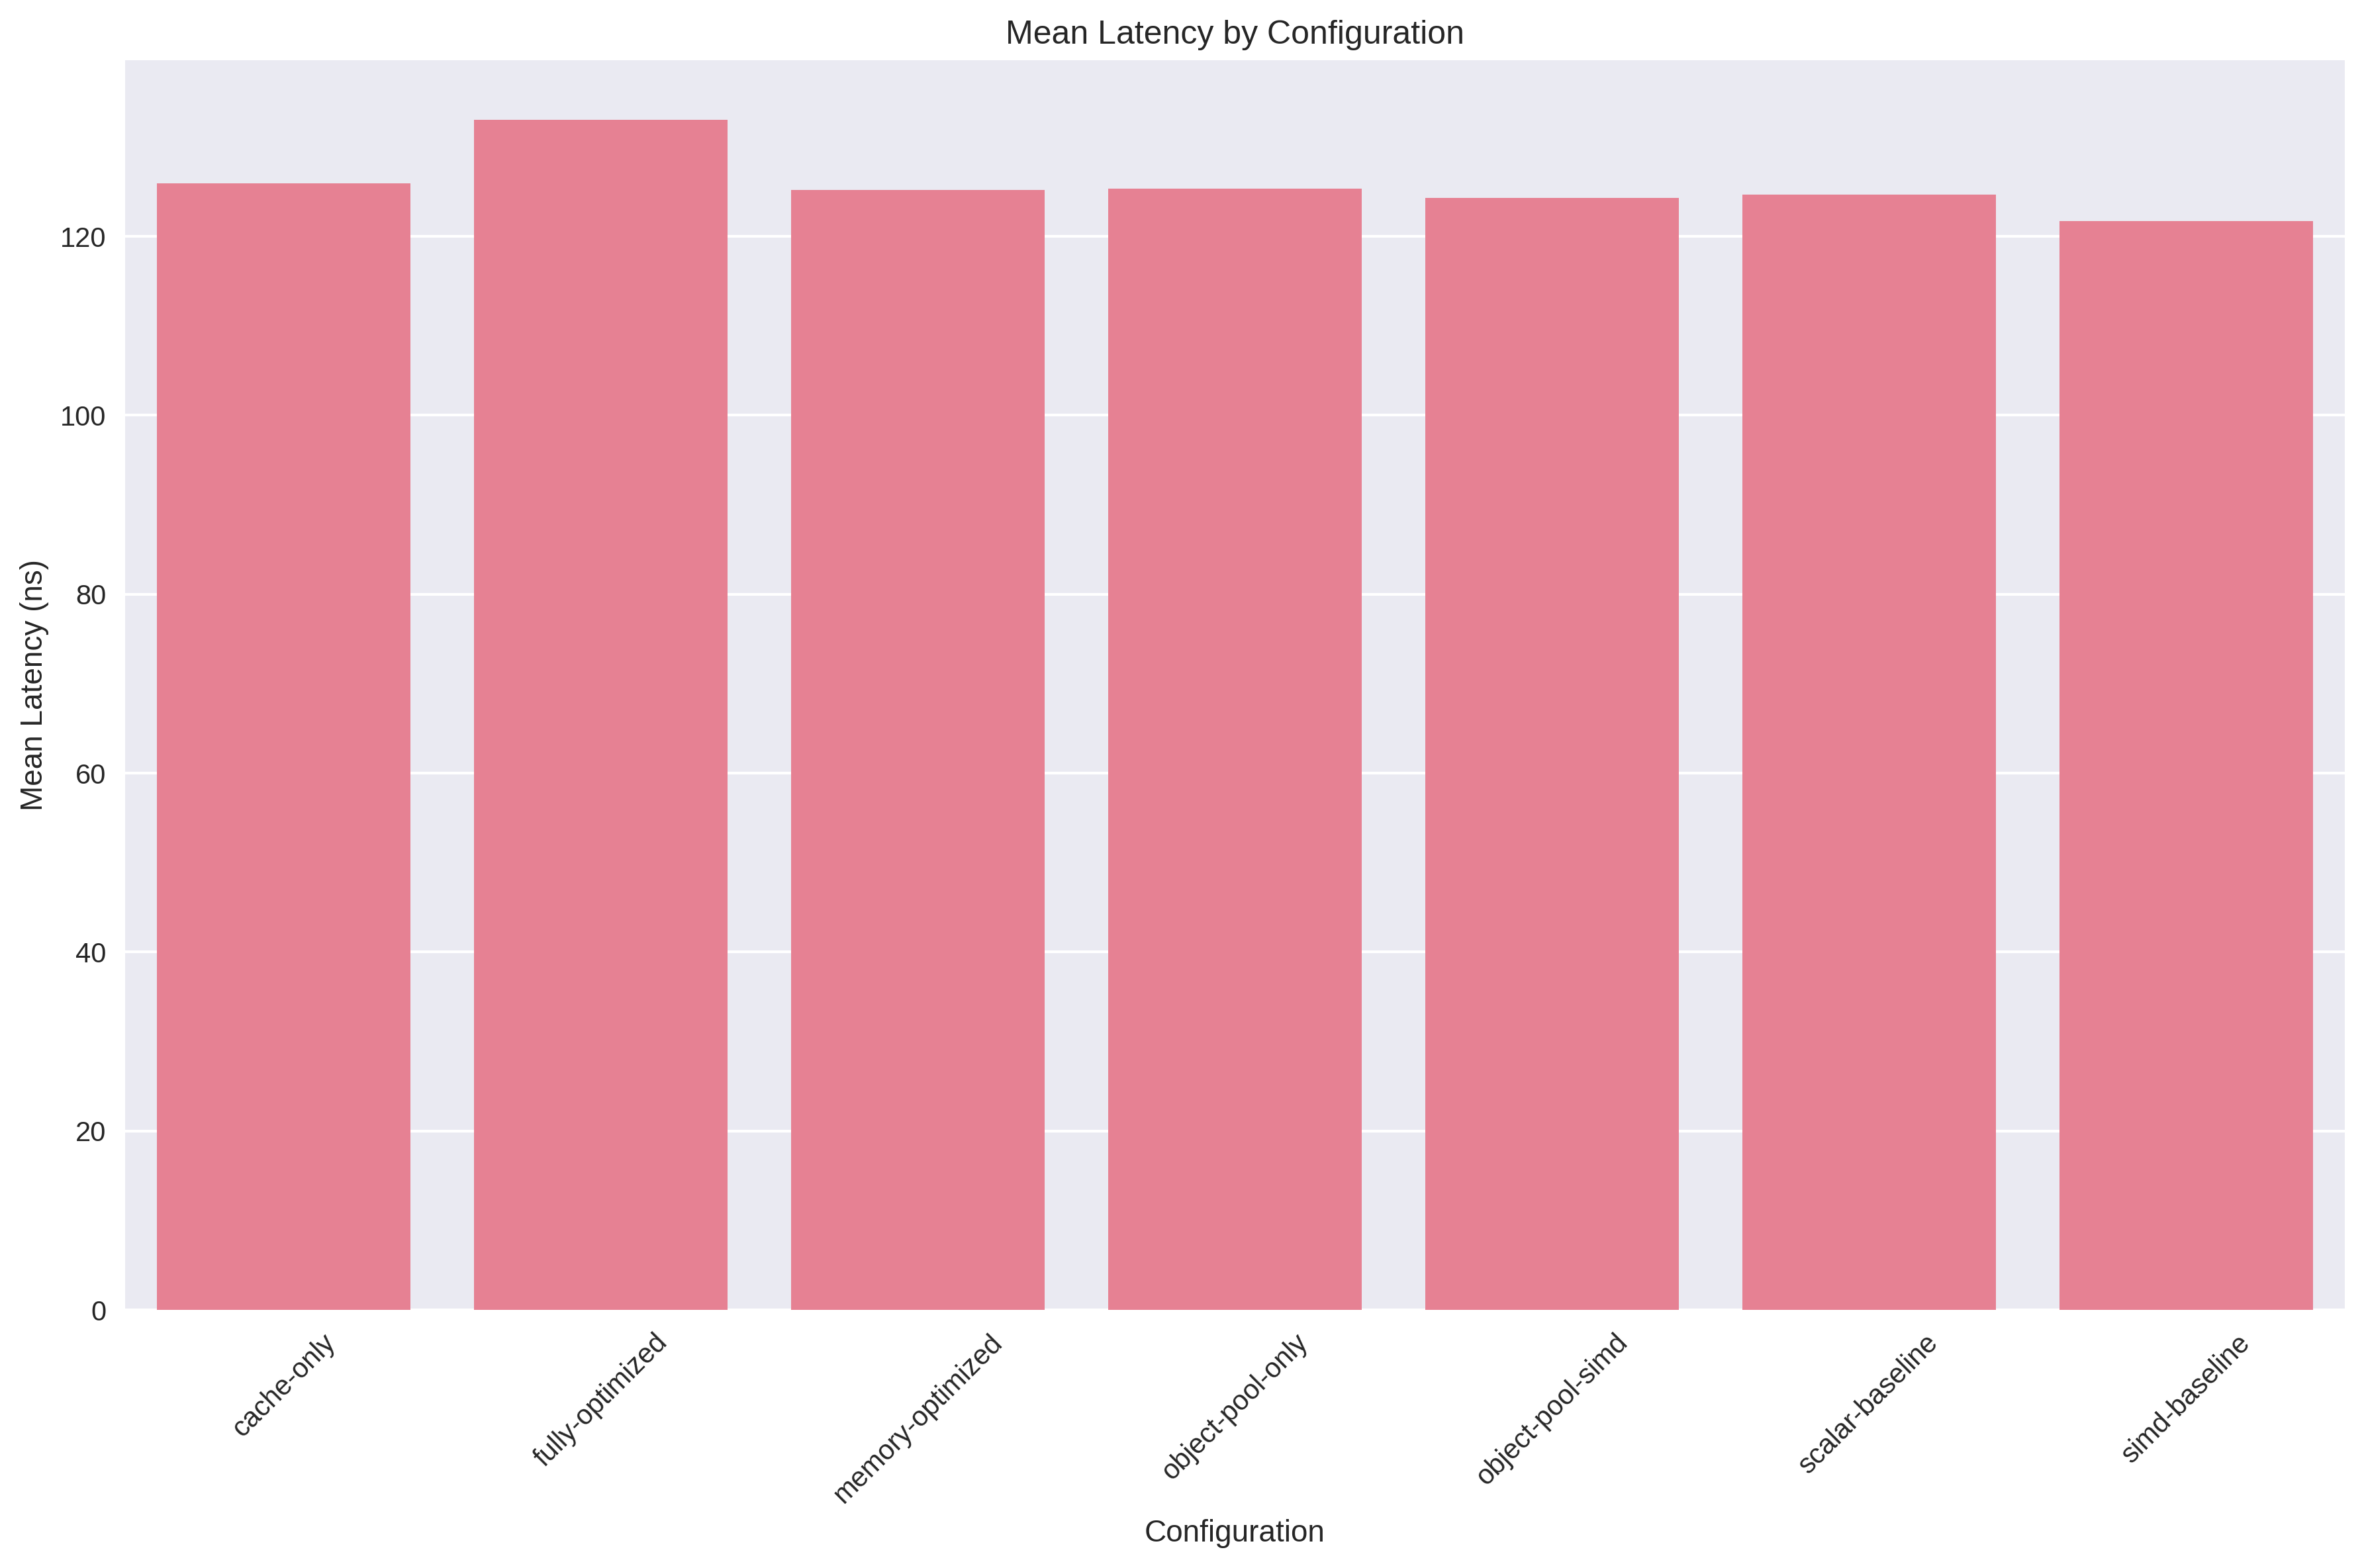 Mean Latency by Configuration
Mean Latency (ns)
120
100
80
60
40
20
0
cache-only
fully-optimized
memory-optimized
object-pool-only
object-pool-simd
scalar-baseline
simd-baseline
Configuration